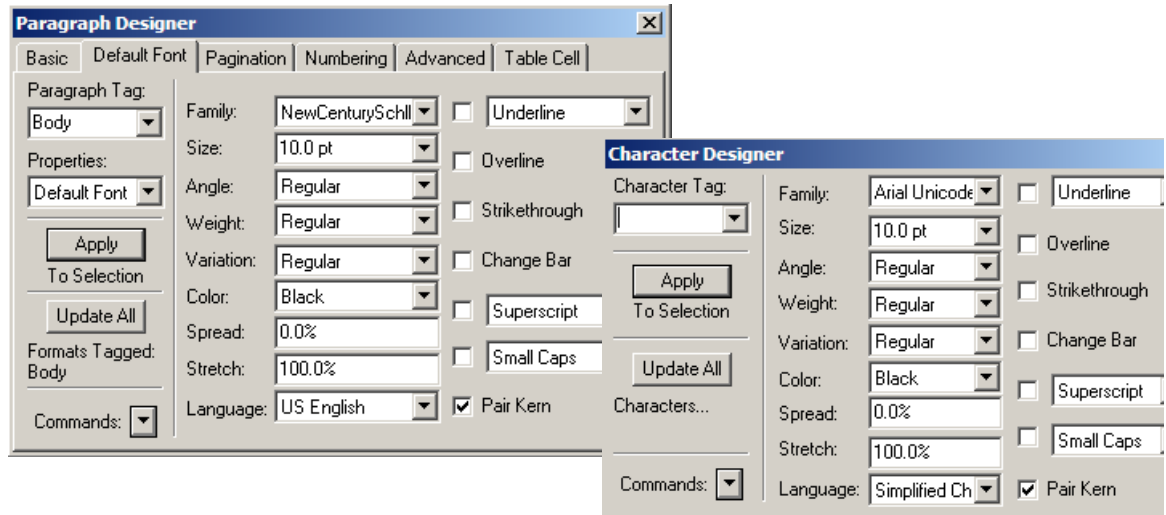 Paragraph Designer
Basic Default Font Pagination Numbering Advanced Table Cell
Paragraph Tag:
Body
Properties:
Default Font
Apply
To Selection
Update All
Formats Tagged:
Body
Commands:
Family: NewCenturySchll Underline
Size: 10.0 pt Overline
Angle: Regular Strikethrough
Weight: Regular
Variation: Regular Change Bar
Color: Black Superscript
Spread: 0.0%
Stretch: 100.0% Small Caps
Language: US English Pair Kern
Character Designer
Character Tag:
Apply
To Selection
Update All
Characters...
Commands:
Family: Arial Unicode Underline
Size: 10.0 pt Overline
Angle: Regular Strikethrough
Weight: Regular
Variation: Regular Change Bar
Color: Black Superscript
Spread: 0.0%
Stretch: 100.0% Small Caps
Language: Simplified Ch Pair Kern